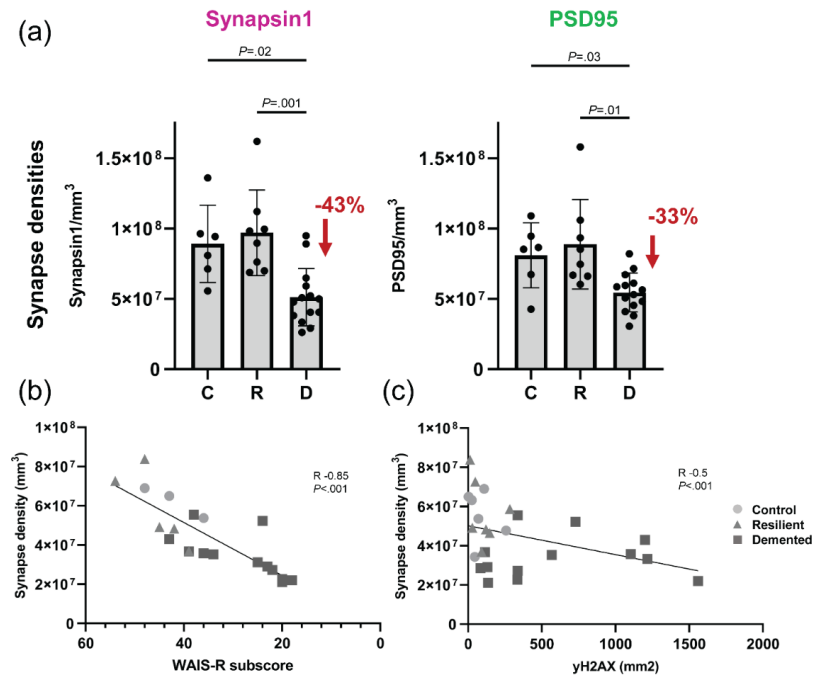 (a)
Synapsin1
PSD95
P=.02
P=.001
P=.03
P=.01
Synapse densities
Synapsin1/mm³
1.5×10⁸
1×10⁸
5×10⁷
0
-43%
C R D
PSD95/mm³
1.5×10⁸
1×10⁸
5×10⁷
0
-33%
C R D
(b)
Synapse density (mm³)
1×10⁸
8×10⁷
6×10⁷
4×10⁷
2×10⁷
0
R -0.85
P<.001
60 40 20 0
WAIS-R subscore
(c)
Synapse density (mm³)
1×10⁸
8×10⁷
6×10⁷
4×10⁷
2×10⁷
0
R -0.5
P<.001
0 500 1000 1500 2000
yH2AX (mm2)
Control
Resilient
Demented